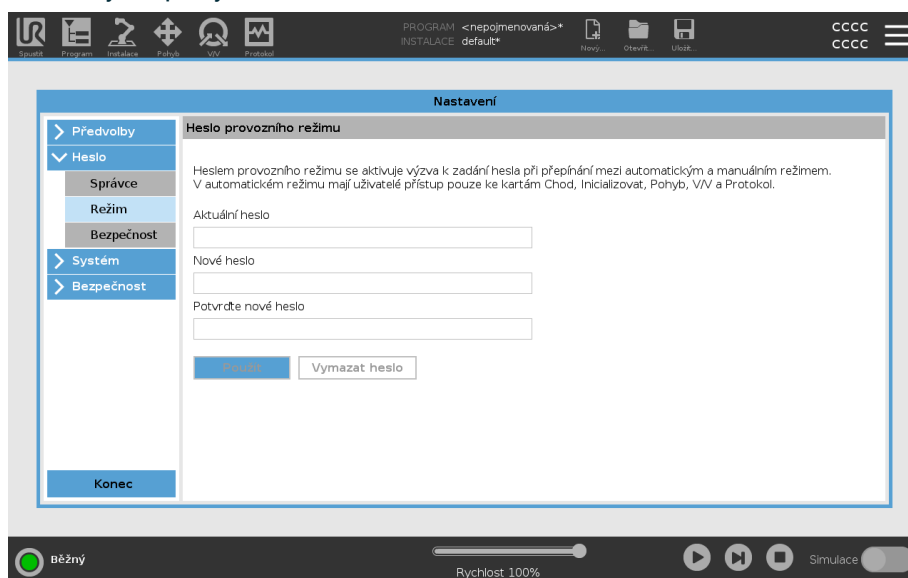 PROGRAM <nepojmenovaná>*
INSTALACE default*
CCCC
CCCC
Spustit Program Instalace Pohyb V/V Protokol Nový... Otevřít... Uložit...
Nastavení
Předvolby
Heslo
Správce
Režim
Bezpečnost
Systém
Bezpečnost
Konec
Heslo provozního režimu
Heslem provozního režimu se aktivuje výzva k zadání hesla při přepínání mezi automatickým a manuálním režimem.
V automatickém režimu mají uživatelé přístup pouze ke kartám Chod, Inicializovat, Pohyb, V/V a Protokol.
Aktuální heslo
Nové heslo
Potvrďte nové heslo
Použít
Vymazat heslo
Běžný
Rychlost 100%
Simulace